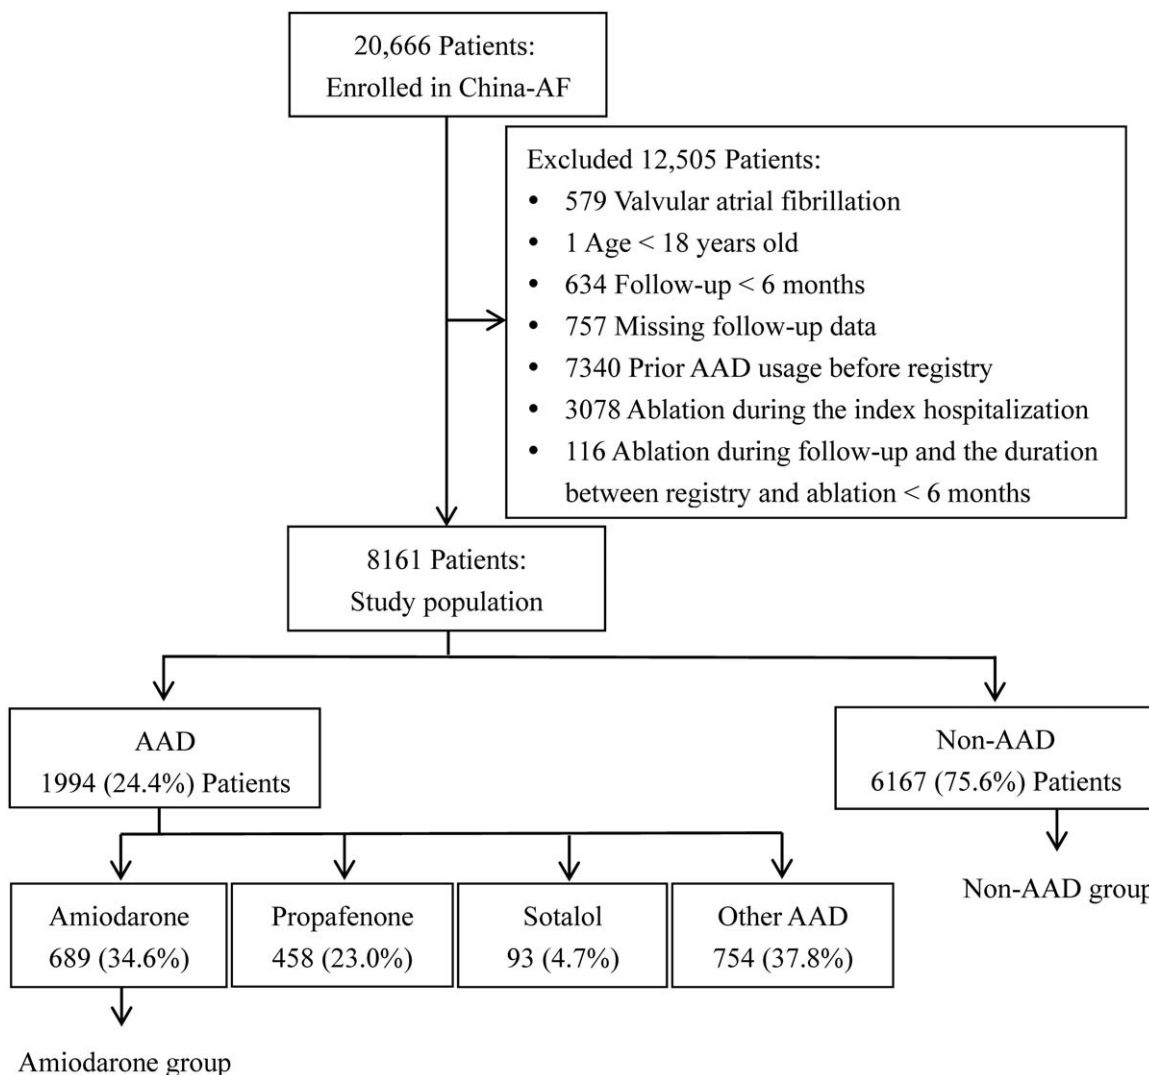 20,666 Patients:
Enrolled in China-AF
Excluded 12,505 Patients:
• 579 Valvular atrial fibrillation
• 1 Age < 18 years old
• 634 Follow-up < 6 months
• 757 Missing follow-up data
• 7340 Prior AAD usage before registry
• 3078 Ablation during the index hospitalization
• 116 Ablation during follow-up and the duration
between registry and ablation < 6 months
8161 Patients:
Study population
AAD
1994 (24.4%) Patients
Non-AAD
6167 (75.6%) Patients
Amiodarone
689 (34.6%)
Propafenone
458 (23.0%)
Sotalol
93 (4.7%)
Other AAD
754 (37.8%)
Non-AAD group
Amiodarone group